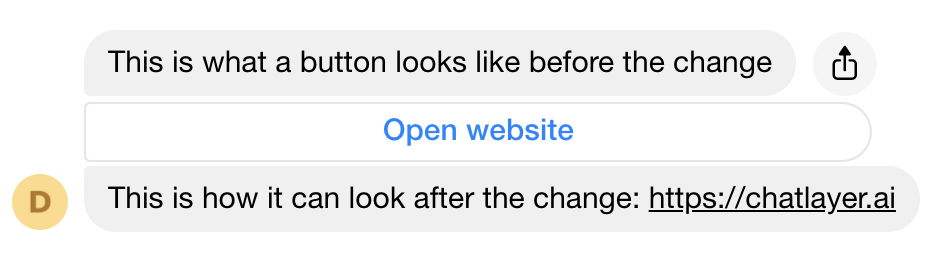 This is what a button looks like before the change
Open website
D
This is how it can look after the change: https://chatlayer.ai